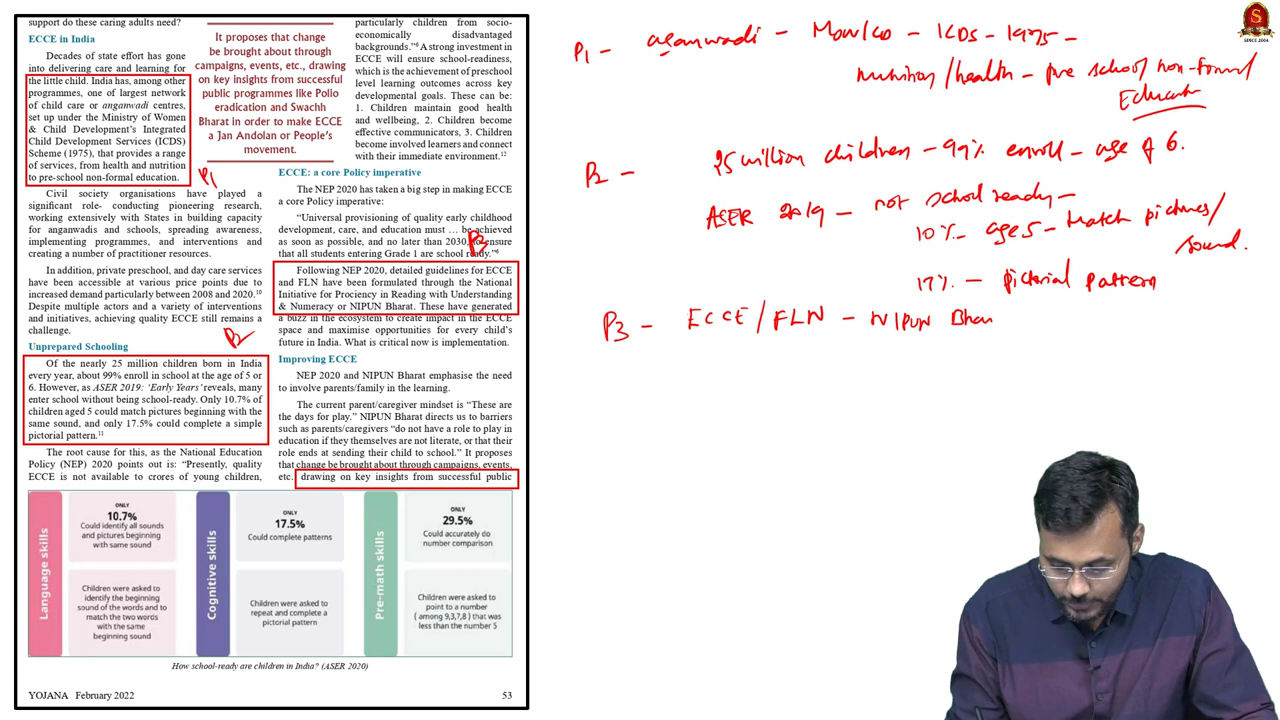 support do these caring adults need?
ECCE in India
Decades of state effort has gone
into delivering care and learning for
the little child. India has, among other
programmes, one of largest network
of child care or anganwadi centres,
set up under the Ministry of Women
& Child Development's Integrated
Child Development Services (ICDS)
Scheme (1975), that provides a range
of services, from health and nutrition
to pre-school non-formal education.
P1
Civil society organisations have played a
significant role- conducting pioneering research,
working extensively with States in building capacity
for anganwadis and schools, spreading awareness,
implementing programmes, and interventions and
creating a number of practitioner resources.
In addition, private preschool, and day care services
have been accessible at various price points due to
increased demand particularly between 2008 and 2020.10
Despite multiple actors and a variety of interventions
and initiatives, achieving quality ECCE still remains a
challenge.
P2
Unprepared Schooling
Of the nearly 25 million children born in India
every year, about 99% enroll in school at the age of 5 or
6. However, as ASER 2019: 'Early Years' reveals, many
enter school without being school-ready. Only 10.7% of
children aged 5 could match pictures beginning with the
same sound, and only 17.5% could complete a simple
pictorial pattern.11
The root cause for this, as the National Education
Policy (NEP) 2020 points out is: "Presently, quality
ECCE is not available to crores of young children,
It proposes that change
be brought about through
campaigns, events, etc., drawing
on key insights from successful
public programmes like Polio
eradication and Swachh
Bharat in order to make ECCE
a Jan Andolan or People's
movement.
particularly children from socio-
economically disadvantaged
backgrounds."6 A strong investment in
ECCE will ensure school-readiness,
which is the achievement of preschool
level learning outcomes across key
developmental goals. These can be:
1. Children maintain good health
and wellbeing, 2. Children become
effective communicators, 3. Children
become involved learners and connect
with their immediate environment.12
ECCE: a core Policy imperative
The NEP 2020 has taken a big step in making ECCE
a core Policy imperative:
"Universal provisioning of quality early childhood
development, care, and education must … be achieved
as soon as possible, and no later than 2030, to ensure
that all students entering Grade 1 are school ready."6
P3
Following NEP 2020, detailed guidelines for ECCE
and FLN have been formulated through the National
Initiative for Prociency in Reading with Understanding
& Numeracy or NIPUN Bharat. These have generated
a buzz in the ecosystem to create impact in the ECCE
space and maximise opportunities for every child's
future in India. What is critical now is implementation.
Improving ECCE
NEP 2020 and NIPUN Bharat emphasise the need
to involve parents/family in the learning.
The current parent/caregiver mindset is "These are
the days for play." NIPUN Bharat directs us to barriers
such as parents/caregivers "do not have a role to play in
education if they themselves are not literate, or that their
role ends at sending their child to school." It proposes
that change be brought about through campaigns, events,
etc. drawing on key insights from successful public
Language skills
ONLY
10.7%
Could identify all sounds
and pictures beginning
with same sound
Children were asked to
identify the beginning
sound of the words and to
match the two words
with the same
beginning sound
Cognitive skills
ONLY
17.5%
Could complete patterns
Children were asked to
repeat and complete a
pictorial pattern
Pre-math skills
ONLY
29.5%
Could accurately do
number comparison
Children were asked to
point to a number
( among 9,3,7,8 ) that was
less than the number 5
How school-ready are children in India? (ASER 2020)
YOJANA February 2022
53
P1 - aganwadi - MoW/CD - ICDS - 1975 -
Nutrition/health - pre school/non-formal
Education
P2 - 25 million children - 99% enroll - age of 6.
ASER 2019 - not school ready -
10% - age 5 - Match pictures/
sound.
17% - pictorial pattern
P3 - ECCE/FLN - NIPUN Bhar
S
SINCE 2004